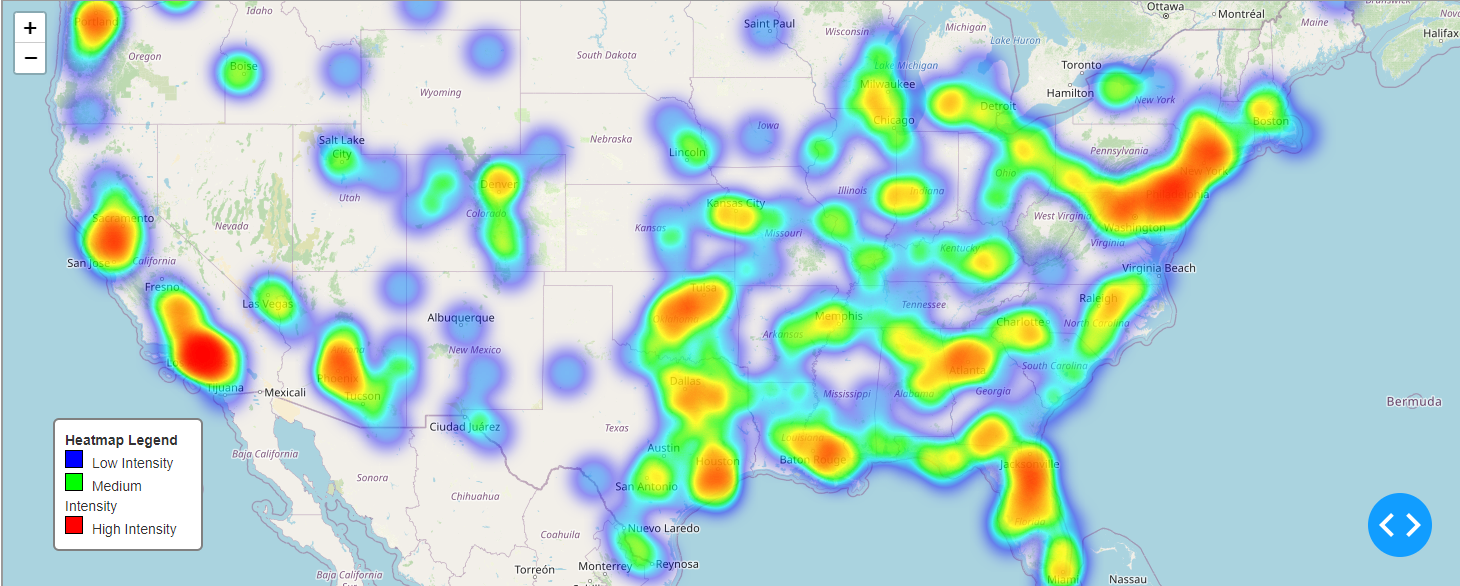 Idaho
Ottawa
Montréal
Maine
Brunswick
Halifax
+
−
Portland
Oregon
Boise
Wyoming
South Dakota
Saint Paul
Wisconsin
Michigan
Lake Huron
Lake Michigan
Toronto
Hamilton
New York
Milwaukee
Detroit
Chicago
Boston
Salt Lake
City
Nebraska
Iowa
Lincoln
Pennsylvania
New York
Ohio
Utah
Denver
Colorado
Illinois
Indiana
Kansas City
Sacramento
Nevada
Kansas
Missouri
West Virginia
Washington
Virginia
Kentucky
San Jose
California
Virginia Beach
Fresno
Las Vegas
Tulsa
Raleigh
Albuquerque
Tennessee
Memphis
Charlotte
North Carolina
Arkansas
New Mexico
Phoenix
Atlanta
South Carolina
Tijuana
Mexicali
Tucson
Dallas
Mississippi
Alabama
Georgia
Bermuda
Ciudad Juárez
Texas
Heatmap Legend
Low Intensity
Medium
Intensity
High Intensity
Baja California
Sonora
Austin
Louisiana
Baton Rouge
Houston
Jacksonville
San Antonio
Chihuahua
Florida
Nuevo Laredo
Coahuila
Monterrey
Reynosa
Torreón
Baja California
Miami
Nassau